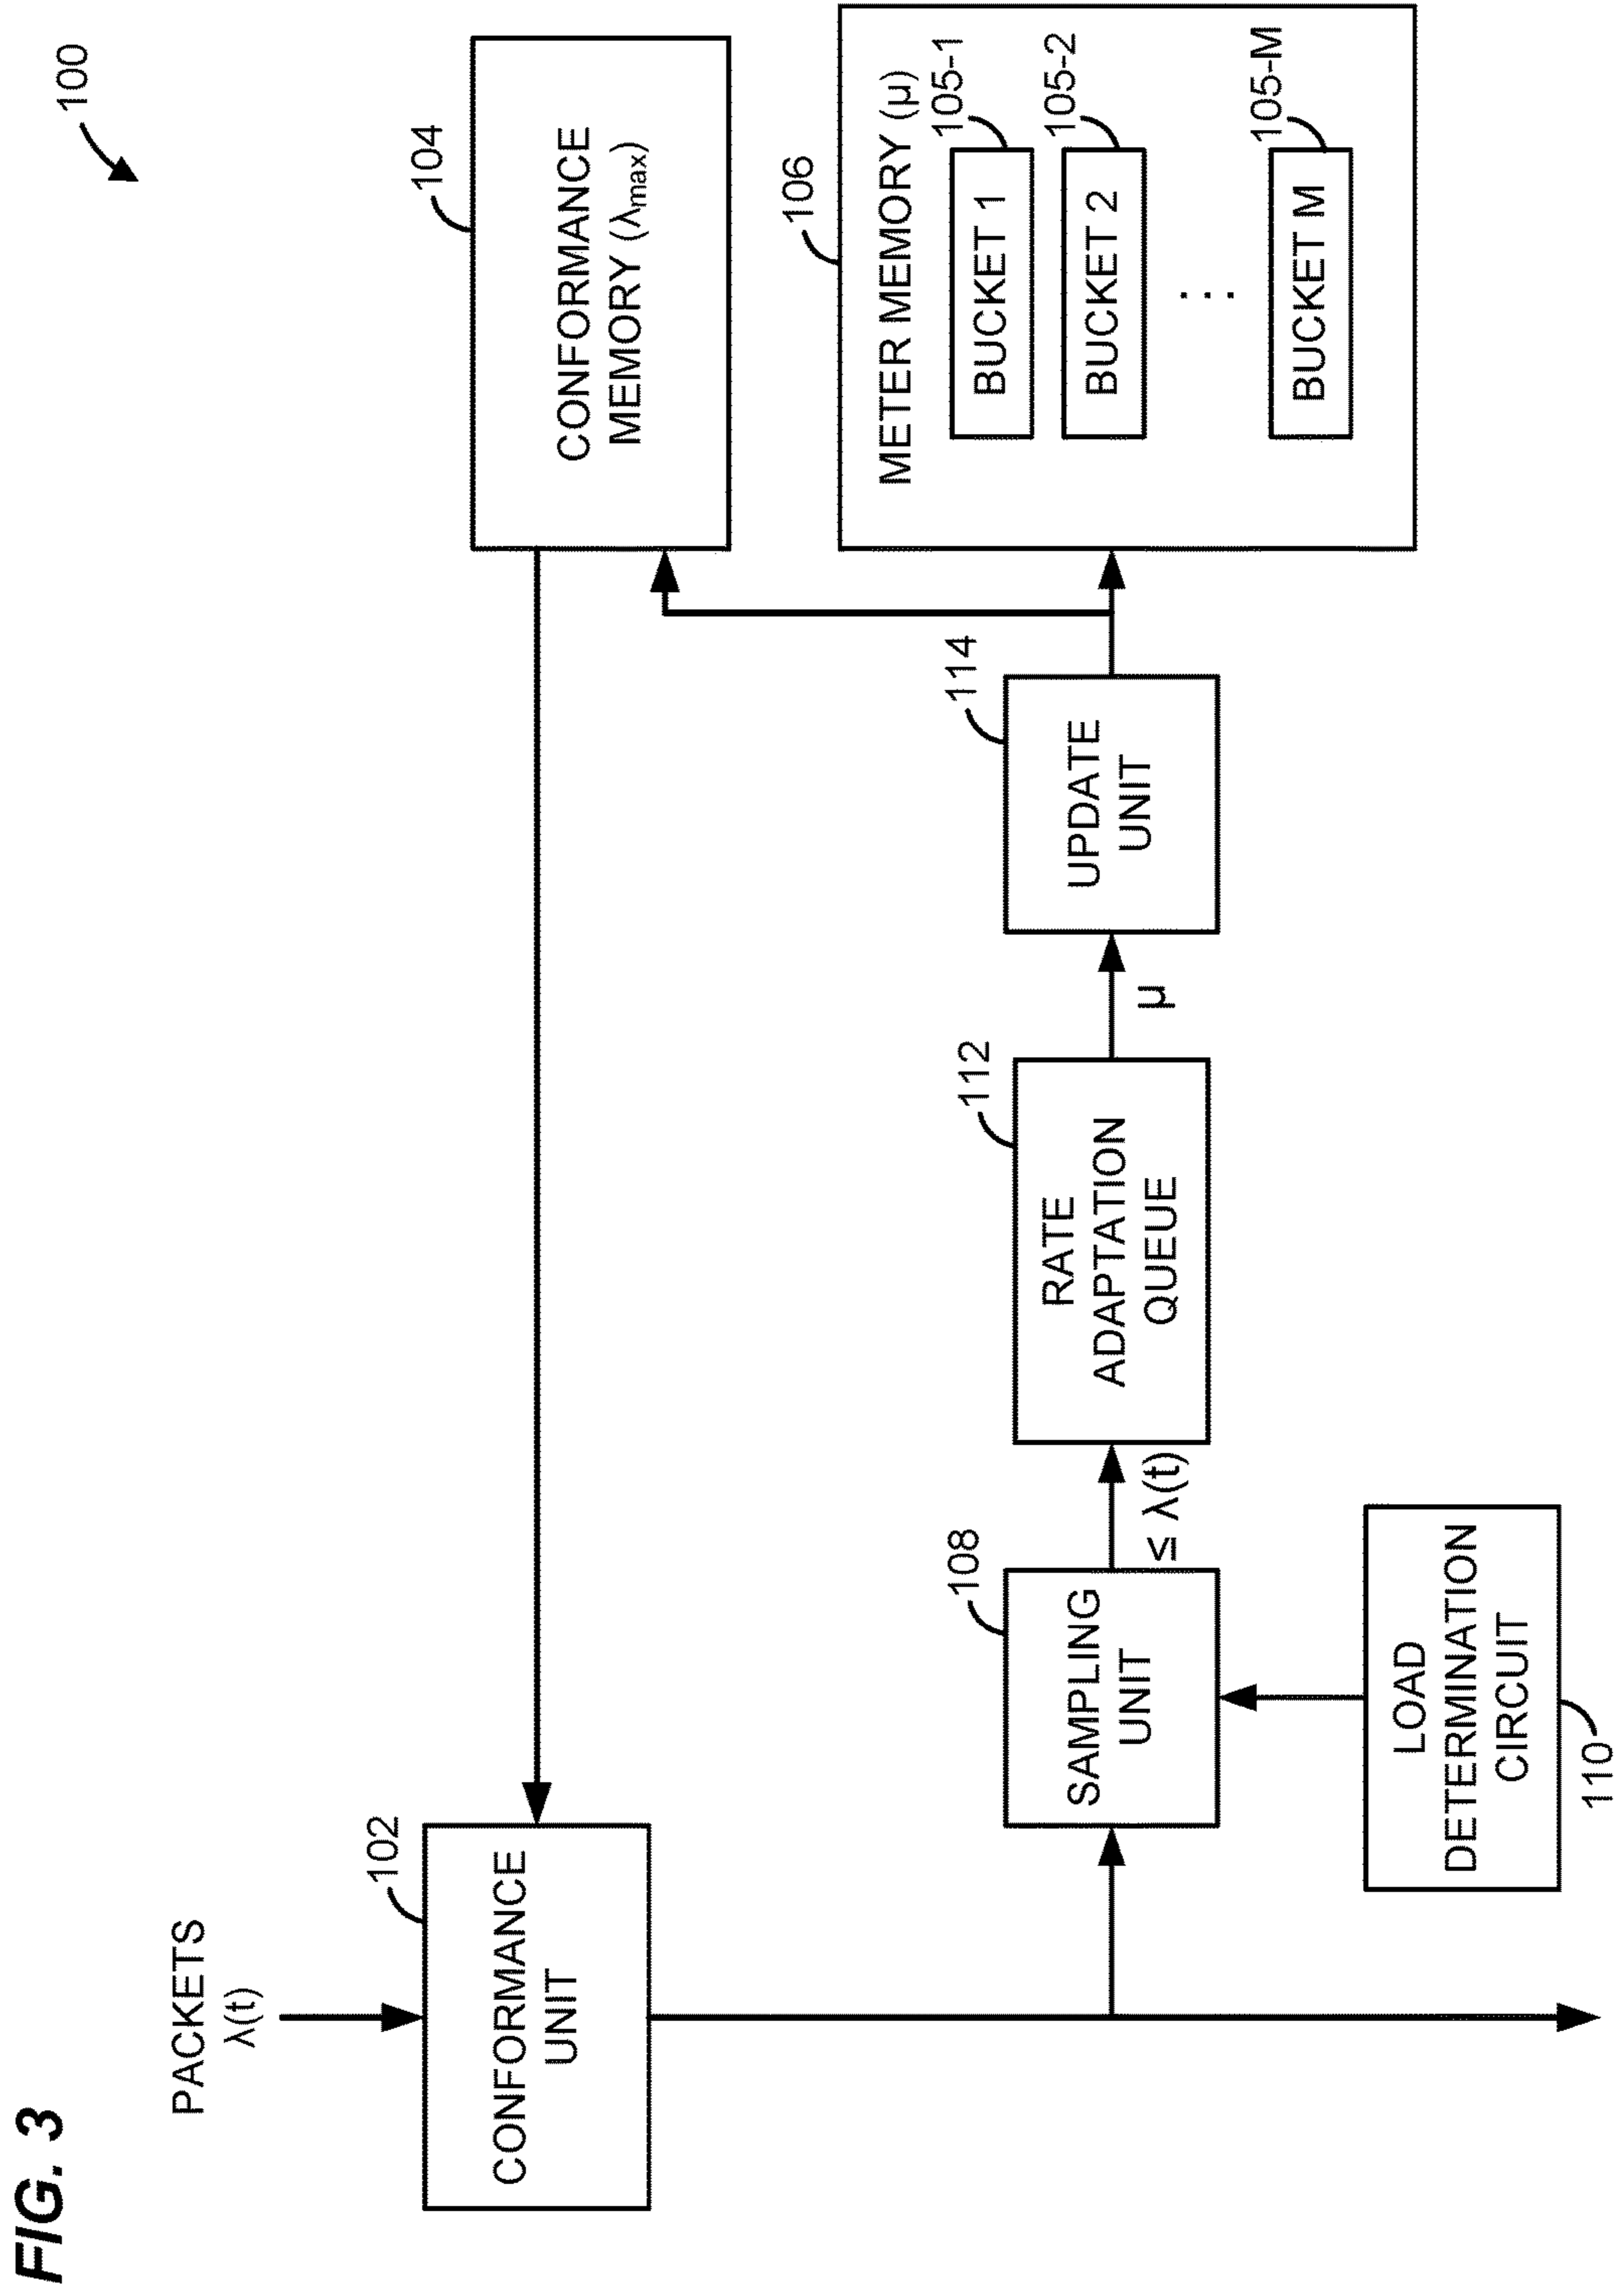 FIG. 3
100
PACKETS
λ(t)
102
CONFORMANCE
UNIT
104
CONFORMANCE
MEMORY (λmax)
106
METER MEMORY (μ)
105-1
BUCKET 1
105-2
BUCKET 2
...
105-M
BUCKET M
108
SAMPLING
UNIT
≤ λ(t)
112
RATE
ADAPTATION
QUEUE
μ
114
UPDATE
UNIT
LOAD
DETERMINATION
CIRCUIT
110